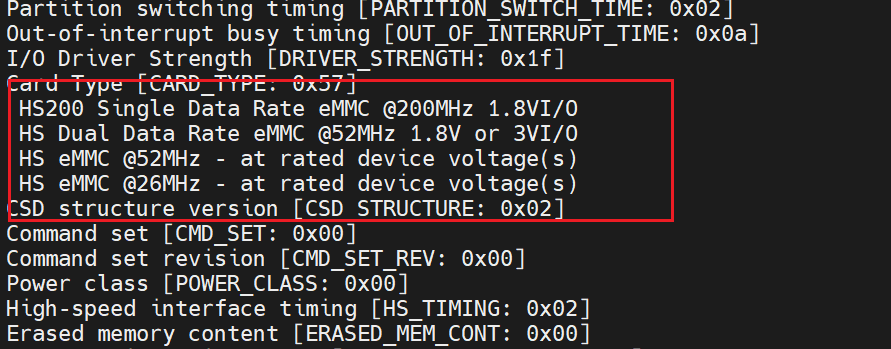 Partition switching timing [PARTITION_SWITCH_TIME: 0x02]
Out-of-interrupt busy timing [OUT_OF_INTERRUPT_TIME: 0x0a]
I/O Driver Strength [DRIVER_STRENGTH: 0x1f]
Card Type [CARD_TYPE: 0x57]
HS200 Single Data Rate eMMC @200MHz 1.8VI/O
HS Dual Data Rate eMMC @52MHz 1.8V or 3VI/O
HS eMMC @52MHz - at rated device voltage(s)
HS eMMC @26MHz - at rated device voltage(s)
CSD structure version [CSD_STRUCTURE: 0x02]
Command set [CMD_SET: 0x00]
Command set revision [CMD_SET_REV: 0x00]
Power class [POWER_CLASS: 0x00]
High-speed interface timing [HS_TIMING: 0x02]
Erased memory content [ERASED_MEM_CONT: 0x00]